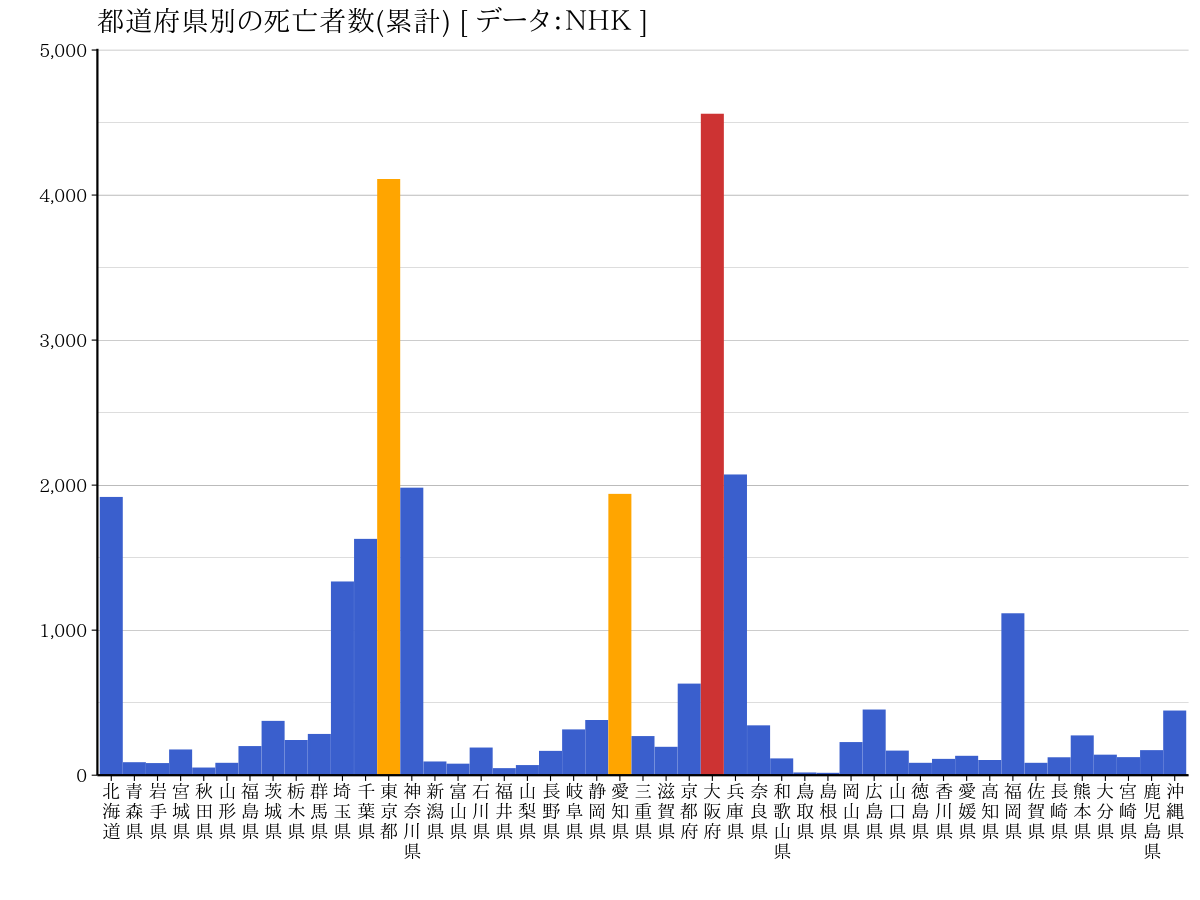 都道府県別の死亡者数(累計) [ データ:NHK ]
5,000
4,000
3,000
2,000
1,000
0
北海道
青森県
岩手県
宮城県
秋田県
山形県
福島県
茨城県
栃木県
群馬県
埼玉県
千葉県
東京都
神奈川県
新潟県
富山県
石川県
福井県
山梨県
長野県
岐阜県
静岡県
愛知県
三重県
滋賀県
京都府
大阪府
兵庫県
奈良県
和歌山県
鳥取県
島根県
岡山県
広島県
山口県
徳島県
香川県
愛媛県
高知県
福岡県
佐賀県
長崎県
熊本県
大分県
宮崎県
鹿児島県
沖縄県